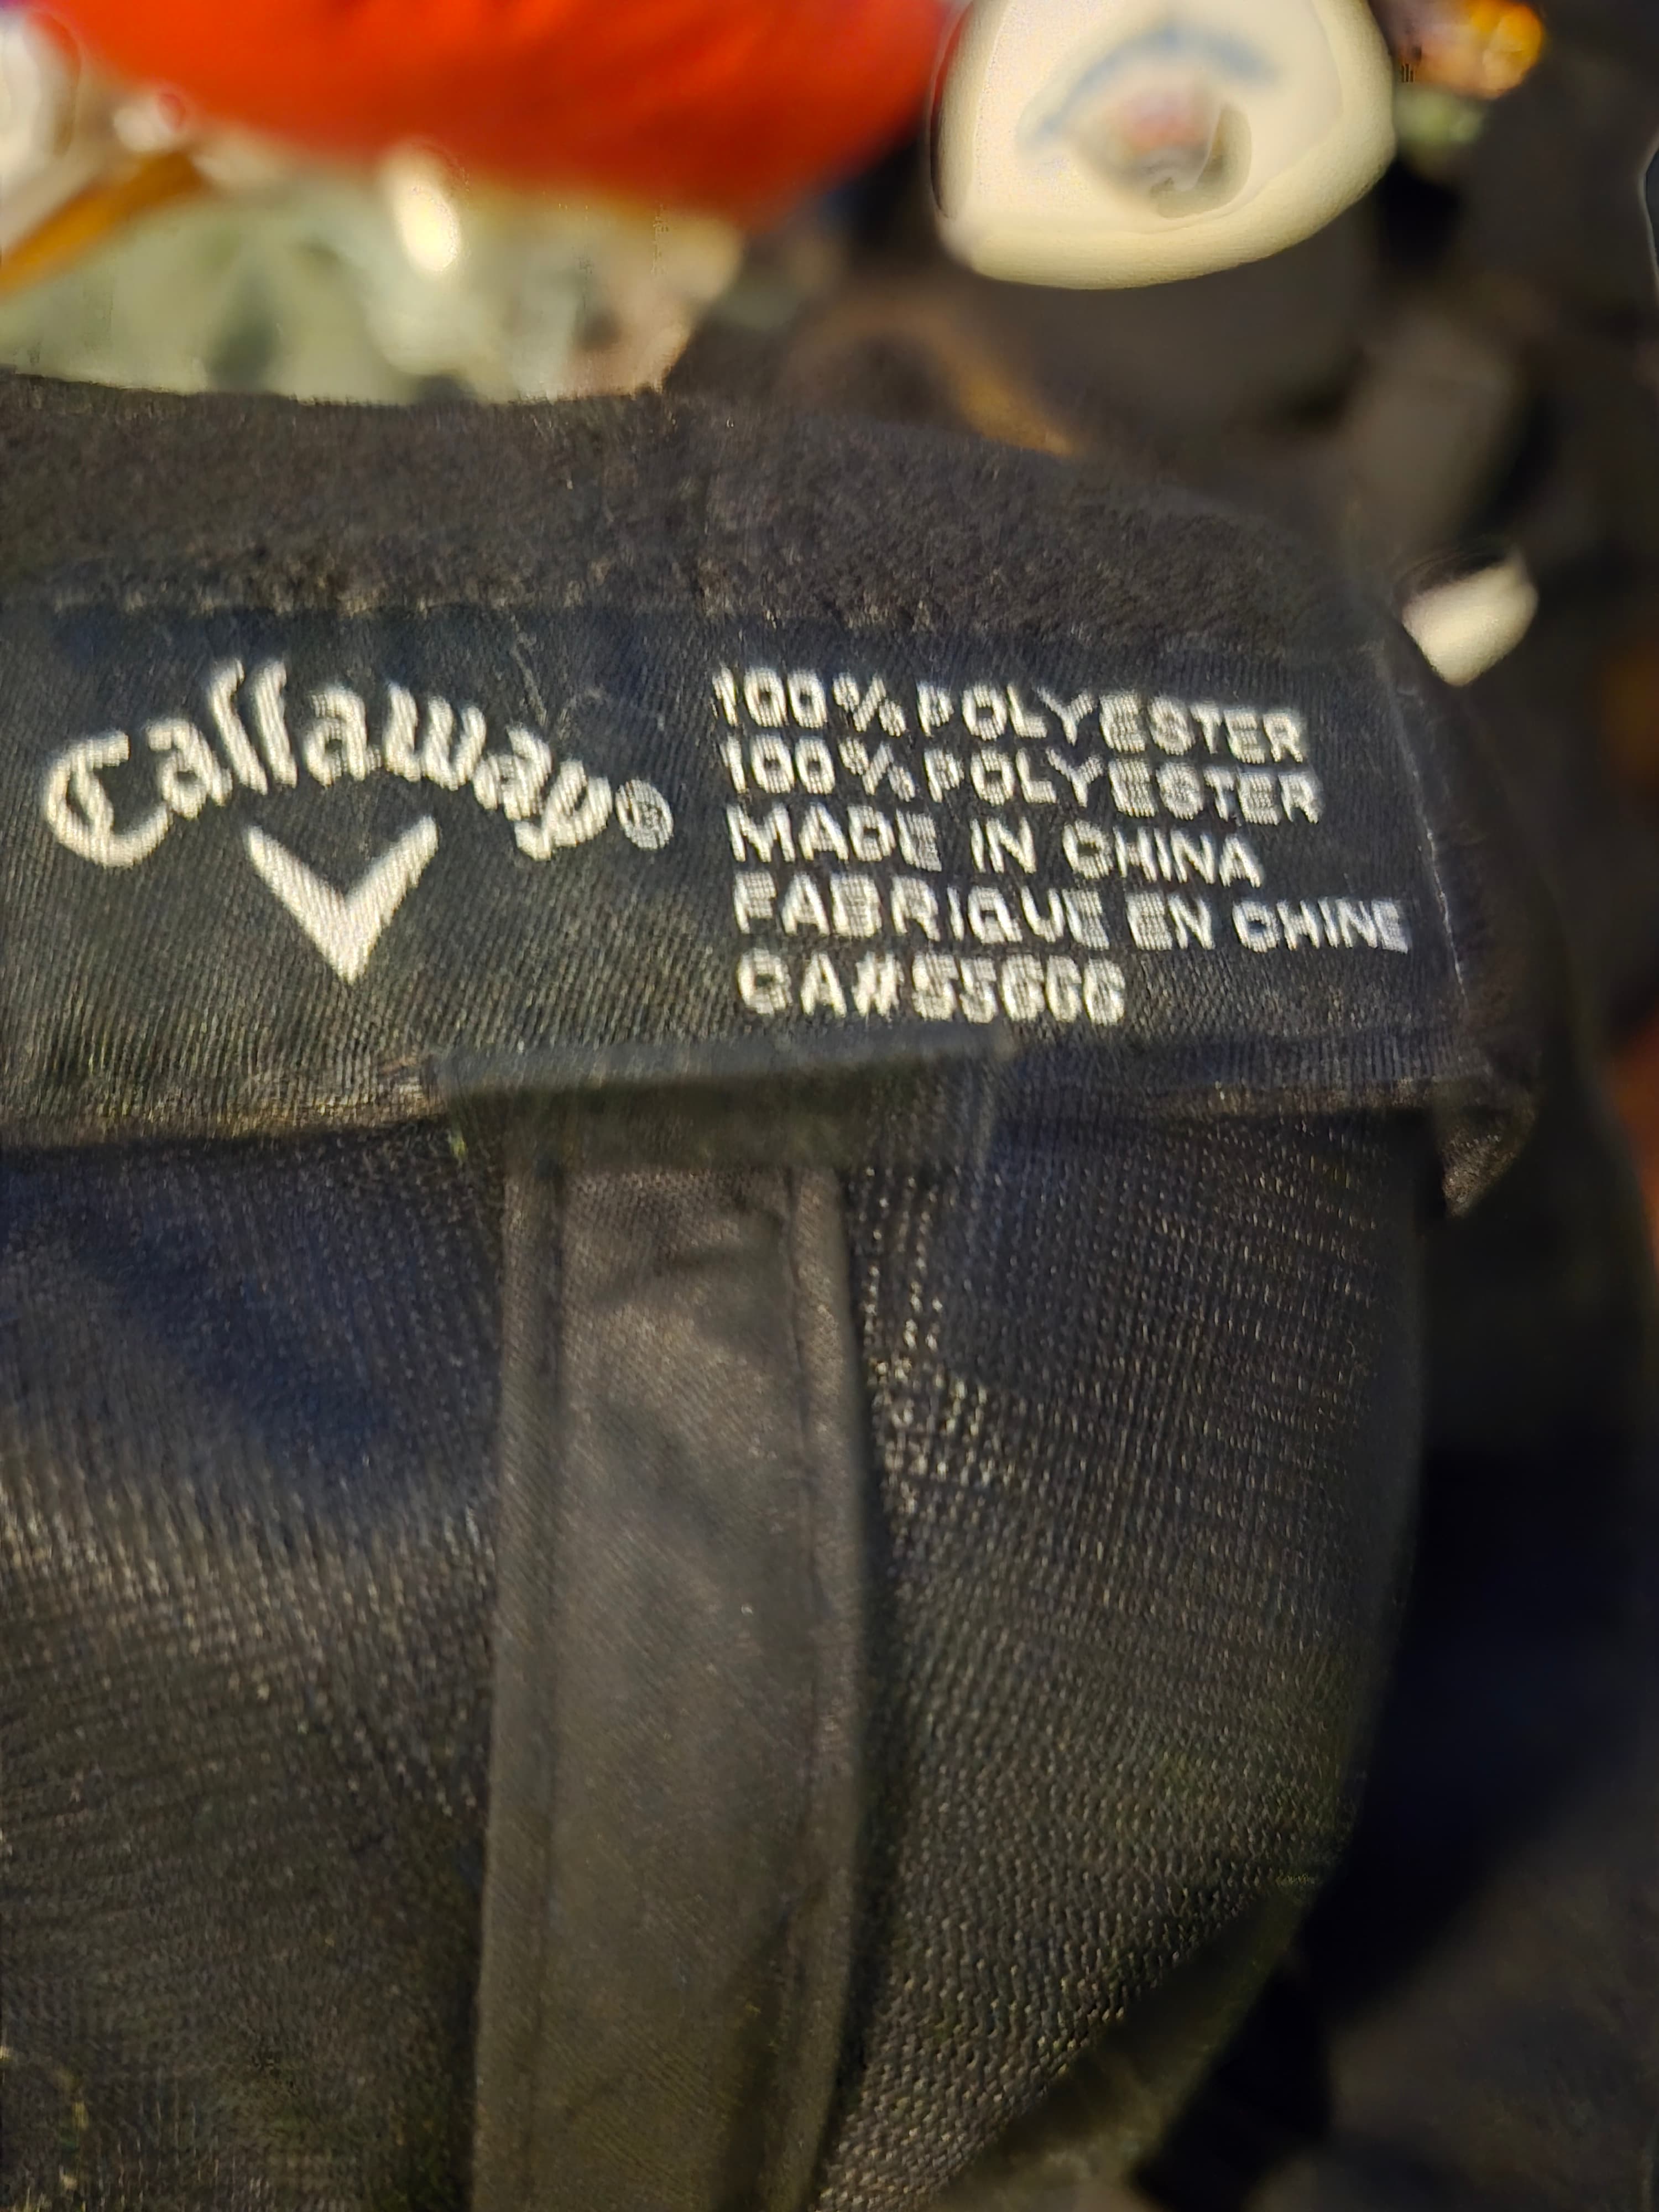 Callaway®
100% POLYESTER
100% POLYESTER
MADE IN CHINA
FABRIQUE EN CHINE
CA#55666